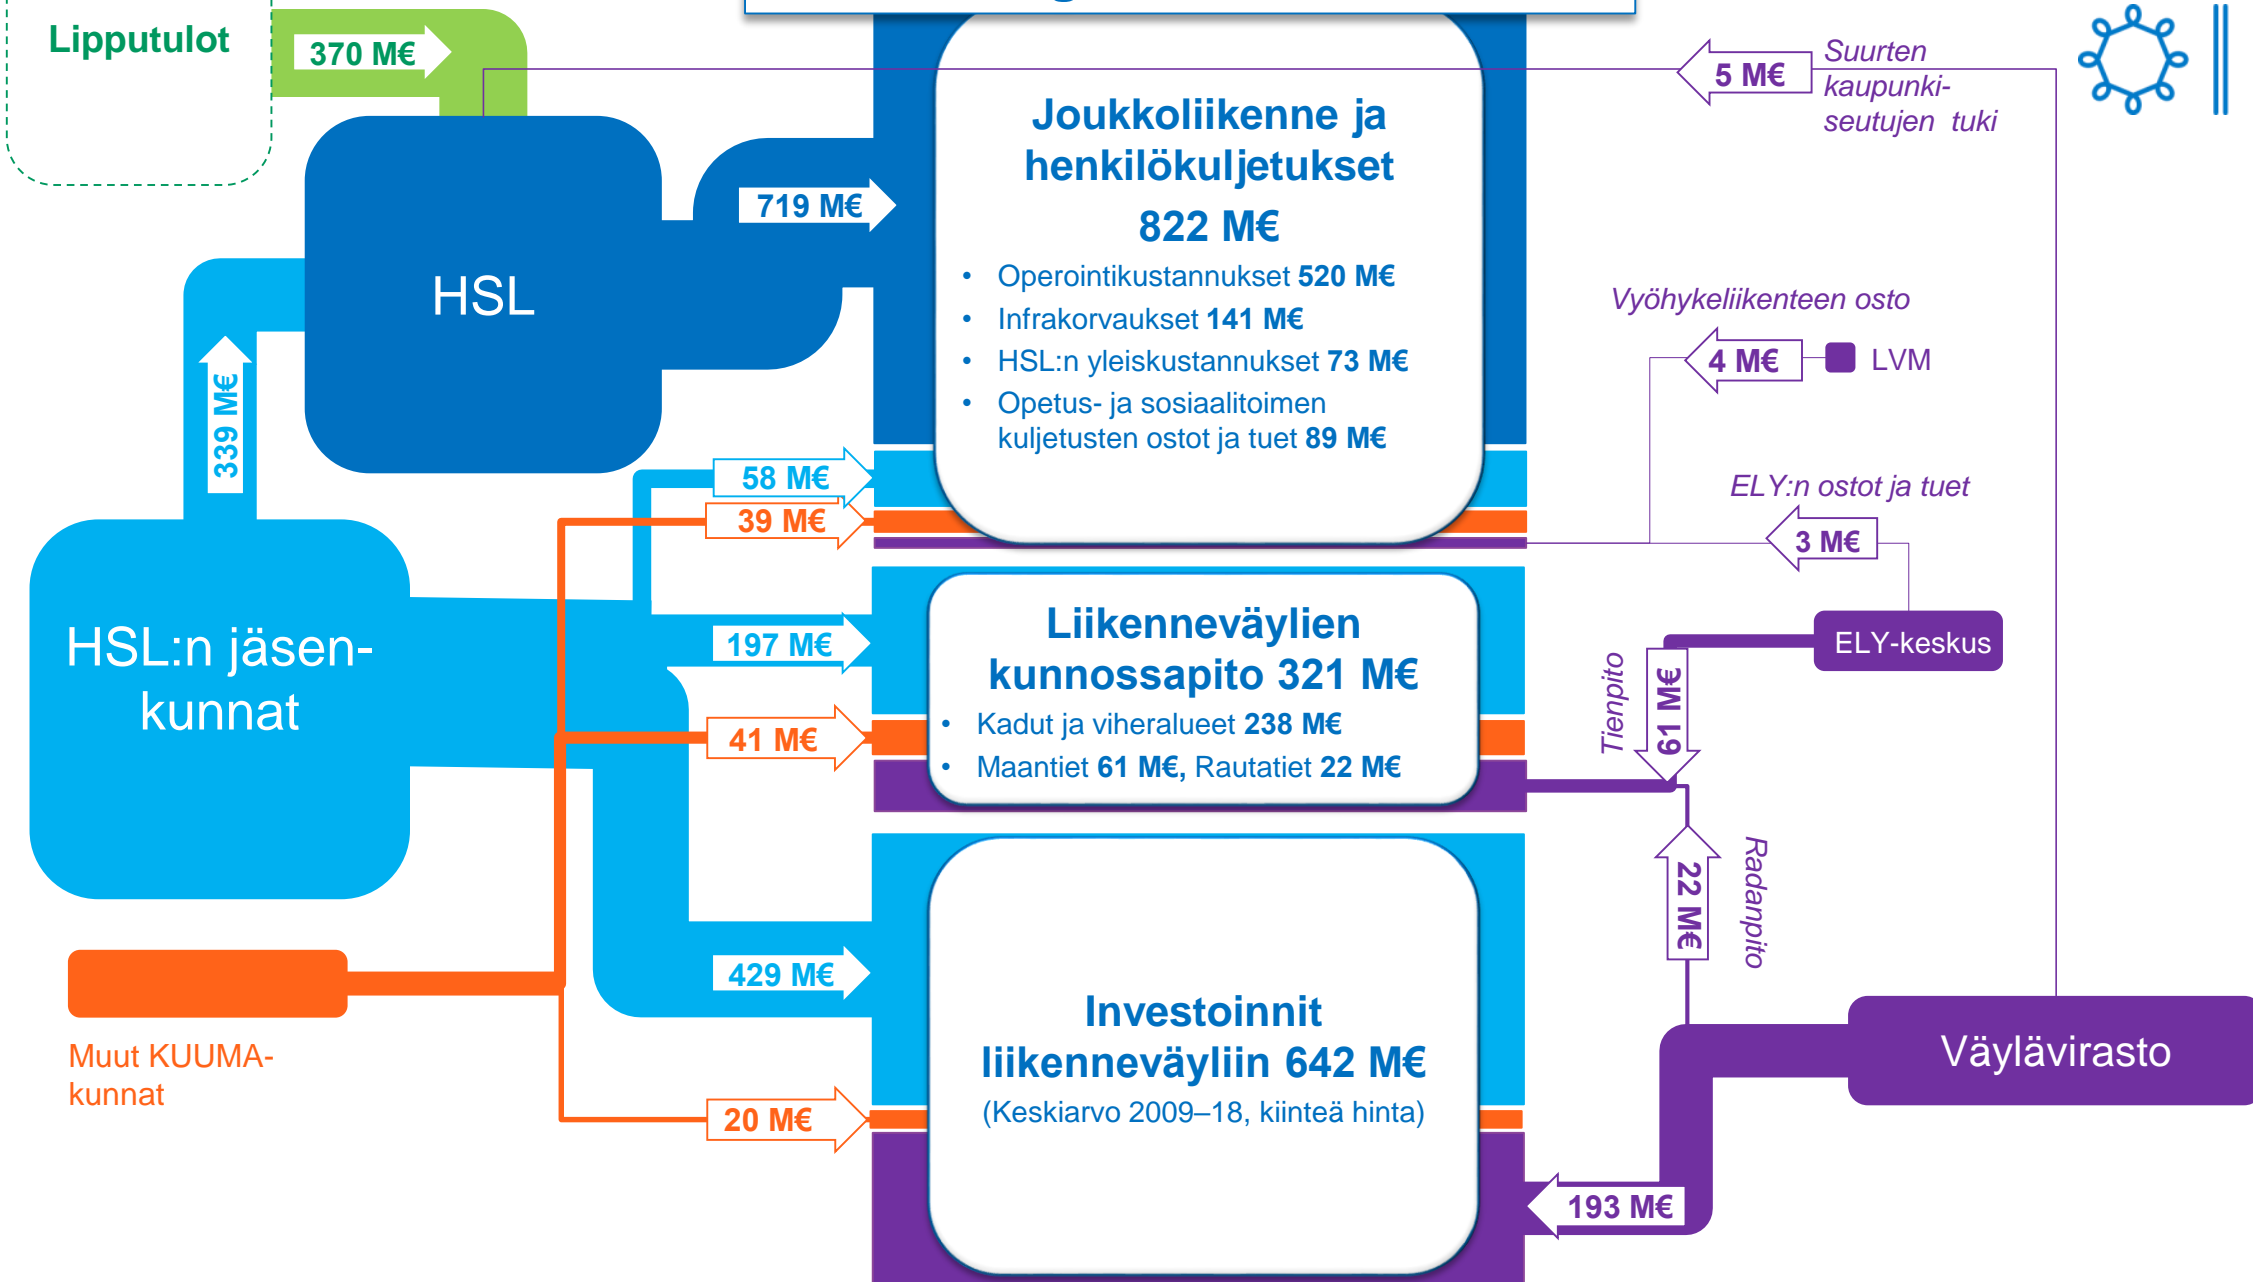 Lipputulot
370 M€
Suurten
kaupunki-
seutujen tuki
5 M€
Joukkoliikenne ja
henkilökuljetukset
822 M€
• Operointikustannukset 520 M€
• Infrakorvaukset 141 M€
• HSL:n yleiskustannukset 73 M€
• Opetus- ja sosiaalitoimen
kuljetusten ostot ja tuet 89 M€
719 M€
HSL
339 M€
Vyöhykeliikenteen osto
4 M€
LVM
58 M€
39 M€
ELY:n ostot ja tuet
3 M€
ELY-keskus
HSL:n jäsen-
kunnat
197 M€
41 M€
Liikenneväylien
kunnossapito 321 M€
• Kadut ja viheralueet 238 M€
• Maantiet 61 M€, Rautatiet 22 M€
Tienpito
61 M€
22 M€
Radanpito
429 M€
Investoinnit
liikenneväyliin 642 M€
(Keskiarvo 2009–18, kiinteä hinta)
Muut KUUMA-
kunnat
20 M€
Väylävirasto
193 M€